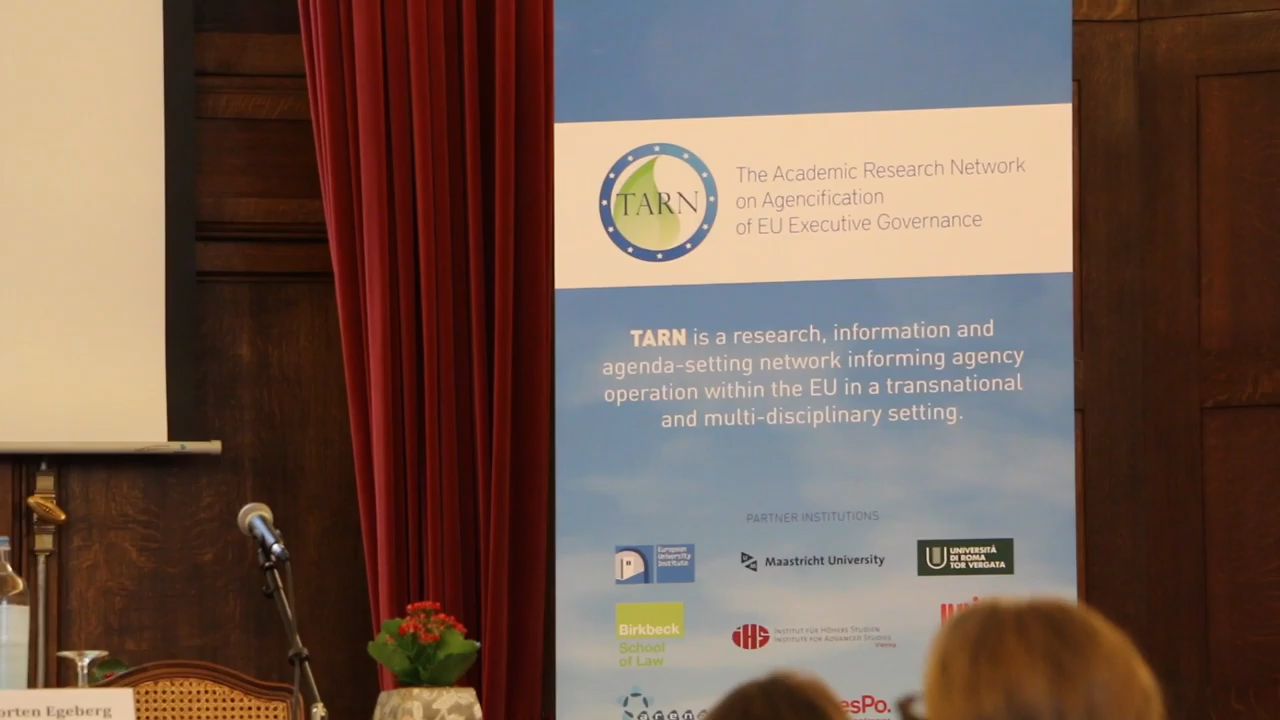 TARN
The Academic Research Network
on Agencification
of EU Executive Governance
TARN is a research, information and
agenda-setting network informing agency
operation within the EU in a transnational
and multi-disciplinary setting.
PARTNER INSTITUTIONS
European
University
Institute
Maastricht University
UNIVERSITÀ
DI ROMA
TOR VERGATA
Birkbeck
School
of Law
IHS
INSTITUT FÜR HÖHERE STUDIEN
INSTITUTE FOR ADVANCED STUDIES
Vienna
arena
esPo.
orten Egeberg